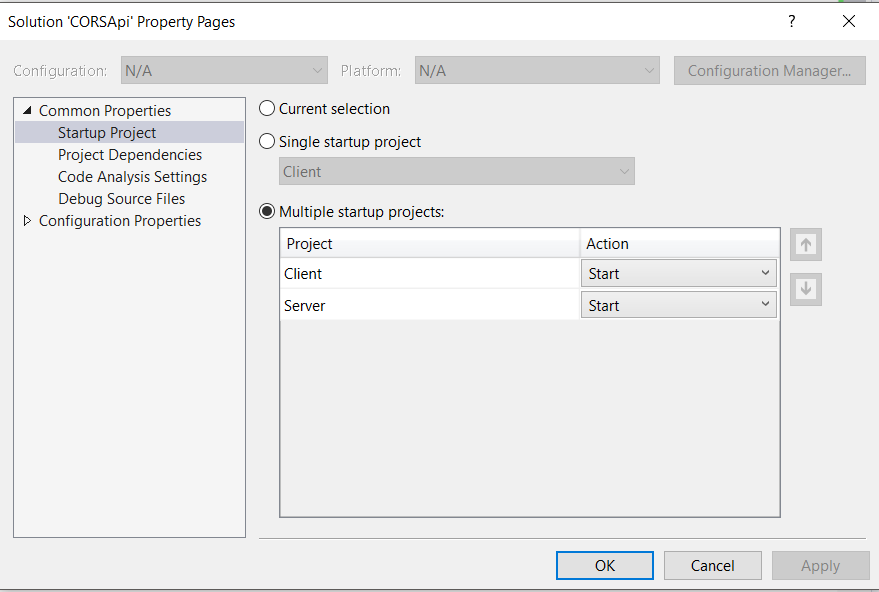 Solution 'CORSApi' Property Pages
?
Configuration: N/A Platform: N/A Configuration Manager...
Common Properties
Startup Project
Project Dependencies
Code Analysis Settings
Debug Source Files
Configuration Properties
Current selection
Single startup project
Client
Multiple startup projects:
Project Action
Client Start
Server Start
OK Cancel Apply